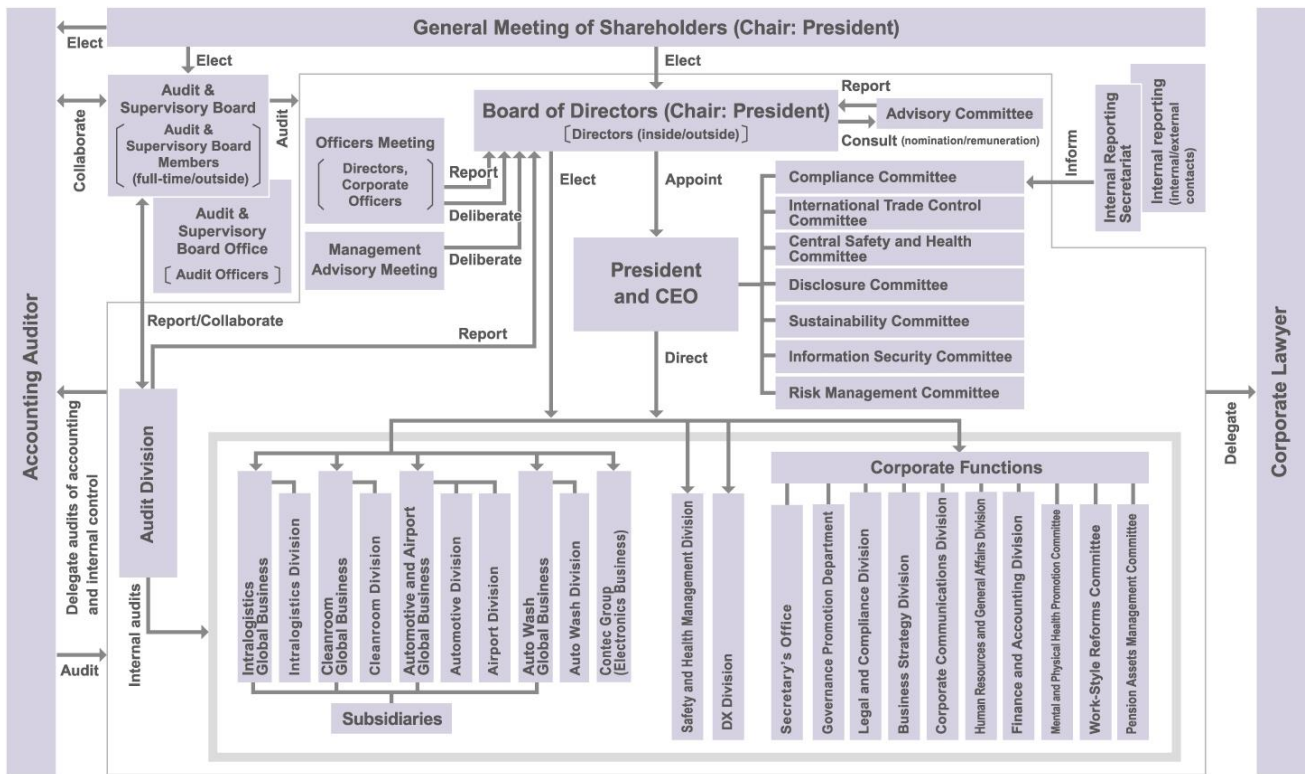 General Meeting of Shareholders (Chair: President)
Elect
Elect
Elect
Accounting Auditor
Corporate Lawyer
Collaborate
Audit &
Supervisory Board
Audit &
Supervisory Board
Members
(full-time/outside)
Audit
Audit &
Supervisory
Board Office
Audit Officers
Officers Meeting
Directors,
Corporate
Officers
Report
Deliberate
Management
Advisory Meeting
Deliberate
Board of Directors (Chair: President)
Directors (inside/outside)
Report
Advisory Committee
Consult (nomination/remuneration)
Elect
Appoint
President
and CEO
Direct
Compliance Committee
International Trade Control
Committee
Central Safety and Health
Committee
Disclosure Committee
Sustainability Committee
Information Security Committee
Risk Management Committee
Inform
Internal Reporting
Secretariat
Internal reporting
(internal/external
contacts)
Report/Collaborate
Report
Audit Division
Delegate audits of accounting
and internal control
Audit
Internal audits
Delegate
Intralogistics
Global Business
Intralogistics Division
Cleanroom
Global Business
Cleanroom Division
Automotive and Airport
Global Business
Automotive Division
Airport Division
Auto Wash
Global Business
Auto Wash Division
Contec Group
(Electronics Business)
Subsidiaries
Safety and Health Management Division
DX Division
Corporate Functions
Secretary's Office
Governance Promotion Department
Legal and Compliance Division
Business Strategy Division
Corporate Communications Division
Human Resources and General Affairs Division
Finance and Accounting Division
Mental and Physical Health Promotion Committee
Work-Style Reforms Committee
Pension Assets Management Committee